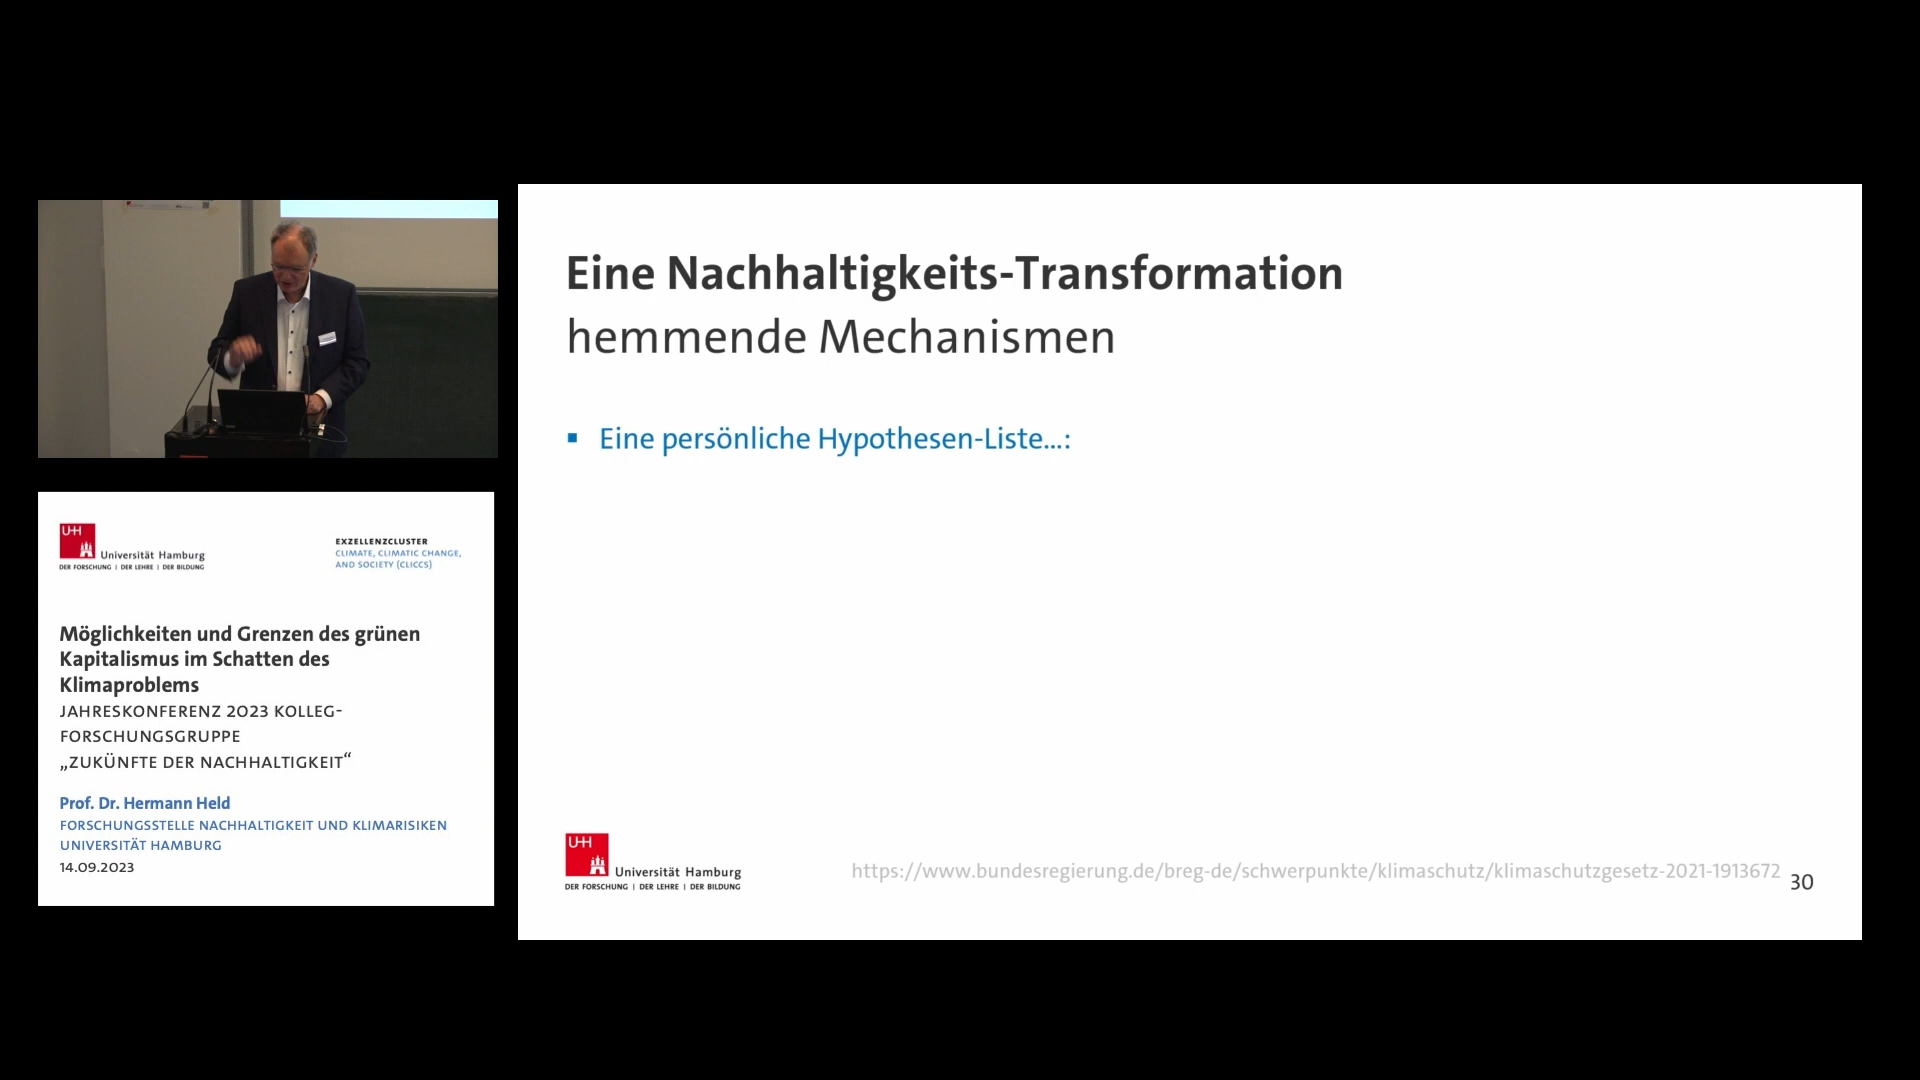 Eine Nachhaltigkeits-Transformation
hemmende Mechanismen
▪ Eine persönliche Hypothesen-Liste...:
UH
Universität Hamburg
DER FORSCHUNG | DER LEHRE | DER BILDUNG
https://www.bundesregierung.de/breg-de/schwerpunkte/klimaschutz/klimaschutzgesetz-2021-1913672
30
UH
Universität Hamburg
DER FORSCHUNG | DER LEHRE | DER BILDUNG
EXZELLENZCLUSTER
CLIMATE, CLIMATIC CHANGE,
AND SOCIETY (CLICCS)
Möglichkeiten und Grenzen des grünen
Kapitalismus im Schatten des
Klimaproblems
JAHRESKONFERENZ 2023 KOLLEG-
FORSCHUNGSGRUPPE
„ZUKÜNFTE DER NACHHALTIGKEIT“
Prof. Dr. Hermann Held
FORSCHUNGSSTELLE NACHHALTIGKEIT UND KLIMARISIKEN
UNIVERSITÄT HAMBURG
14.09.2023